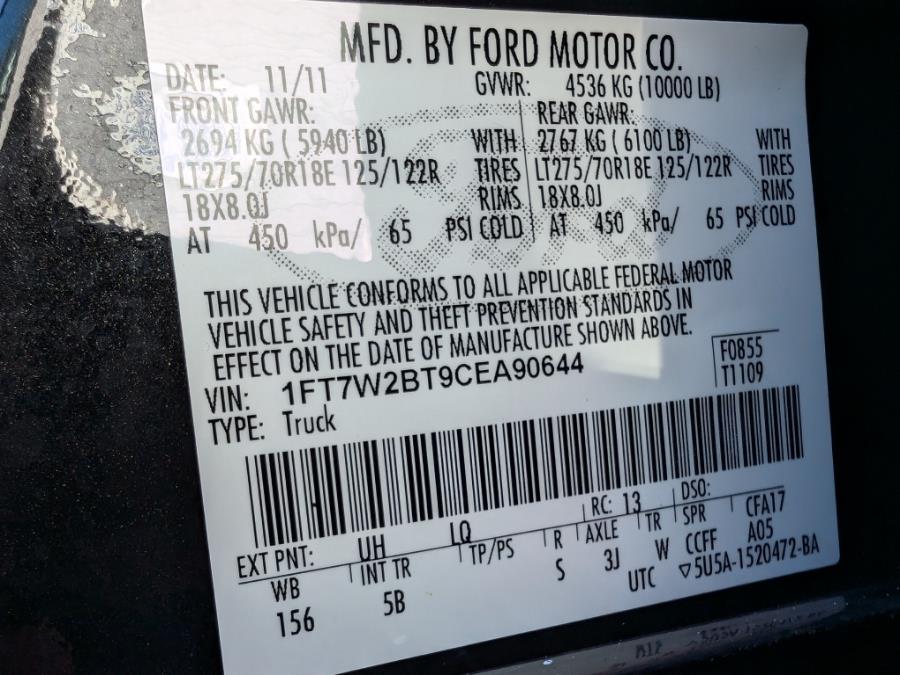 MFD. BY FORD MOTOR CO.
DATE: 11/11 GVWR: 4536 KG (10000 LB)
FRONT GAWR: REAR GAWR:
2694 KG ( 5940 LB) WITH 2767 KG ( 6100 LB) WITH
LT275/70R18E 125/122R TIRES LT275/70R18E 125/122R TIRES
18X8.0J RIMS 18X8.0J RIMS
AT 450 kPa/ 65 PSI COLD AT 450 kPa/ 65 PSI COLD
THIS VEHICLE CONFORMS TO ALL APPLICABLE FEDERAL MOTOR
VEHICLE SAFETY AND THEFT PREVENTION STANDARDS IN
EFFECT ON THE DATE OF MANUFACTURE SHOWN ABOVE.
VIN: 1FT7W2BT9CEA90644 F0855
TYPE: Truck T1109
EXT PNT: UH LQ RC: 13 DSO:
WB INT TR TP/PS R AXLE TR SPR CFA17
156 5B S 3J W CCFF A05
UTC ▽5U5A-1520472-BA